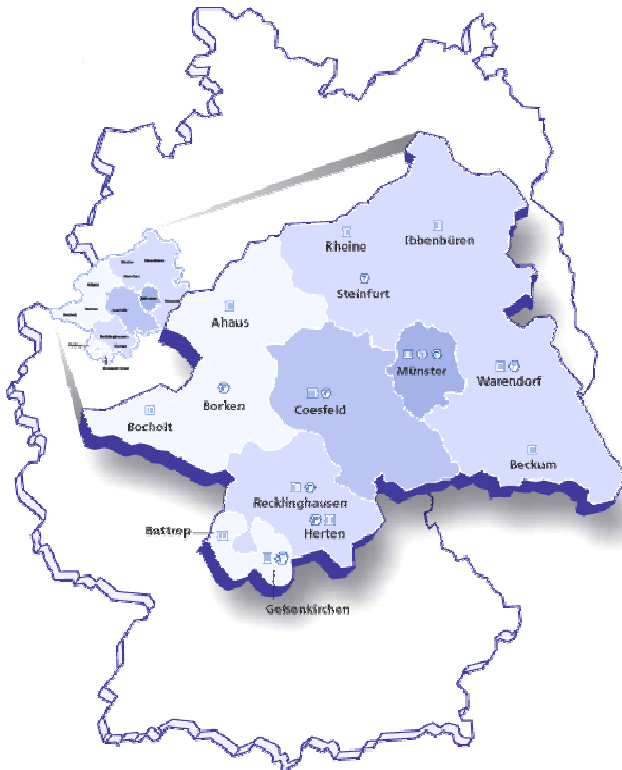 Rheine
Ibbenbüren
Steinfurt
Ahaus
Münster
Warendorf
Borken
Coesfeld
Bocholt
Beckum
Recklinghausen
Bottrop
Herten
Gelsenkirchen